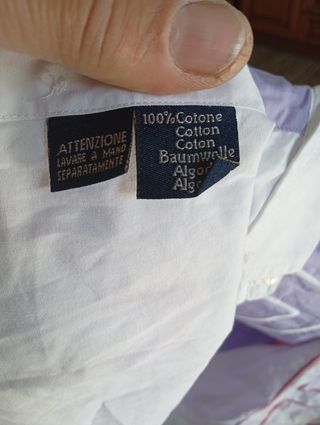 ATTENZIONE
LAVARE A MANO
SEPARATAMENTE
100% Cotone
Cotton
Coton
Baumwolle